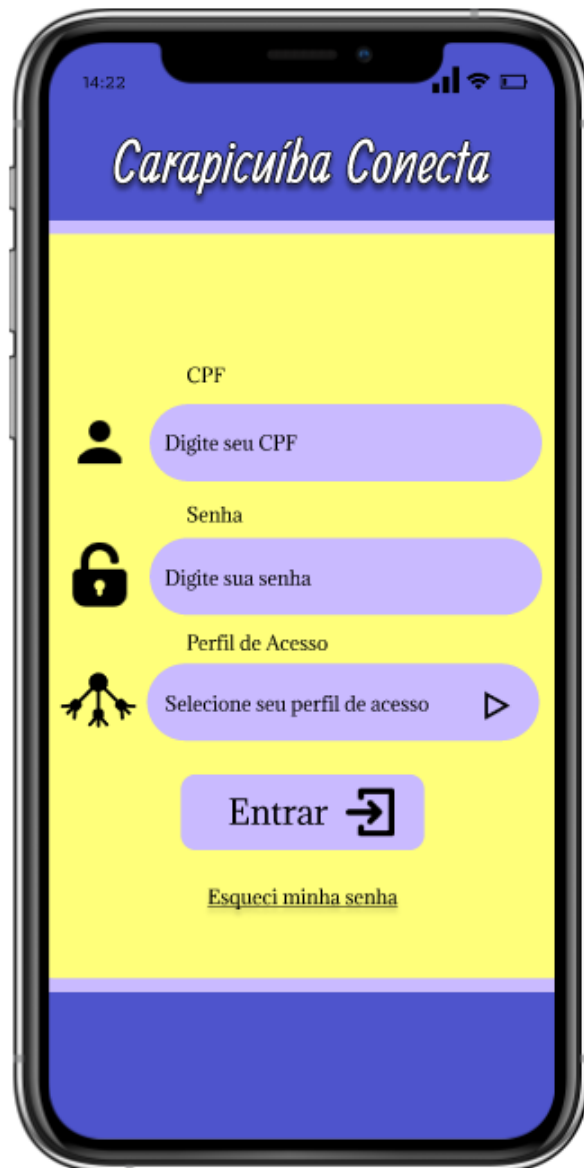 14:22
Carapicuíba Conecta
CPF
Digite seu CPF
Senha
Digite sua senha
Perfil de Acesso
Selecione seu perfil de acesso
Entrar
Esqueci minha senha